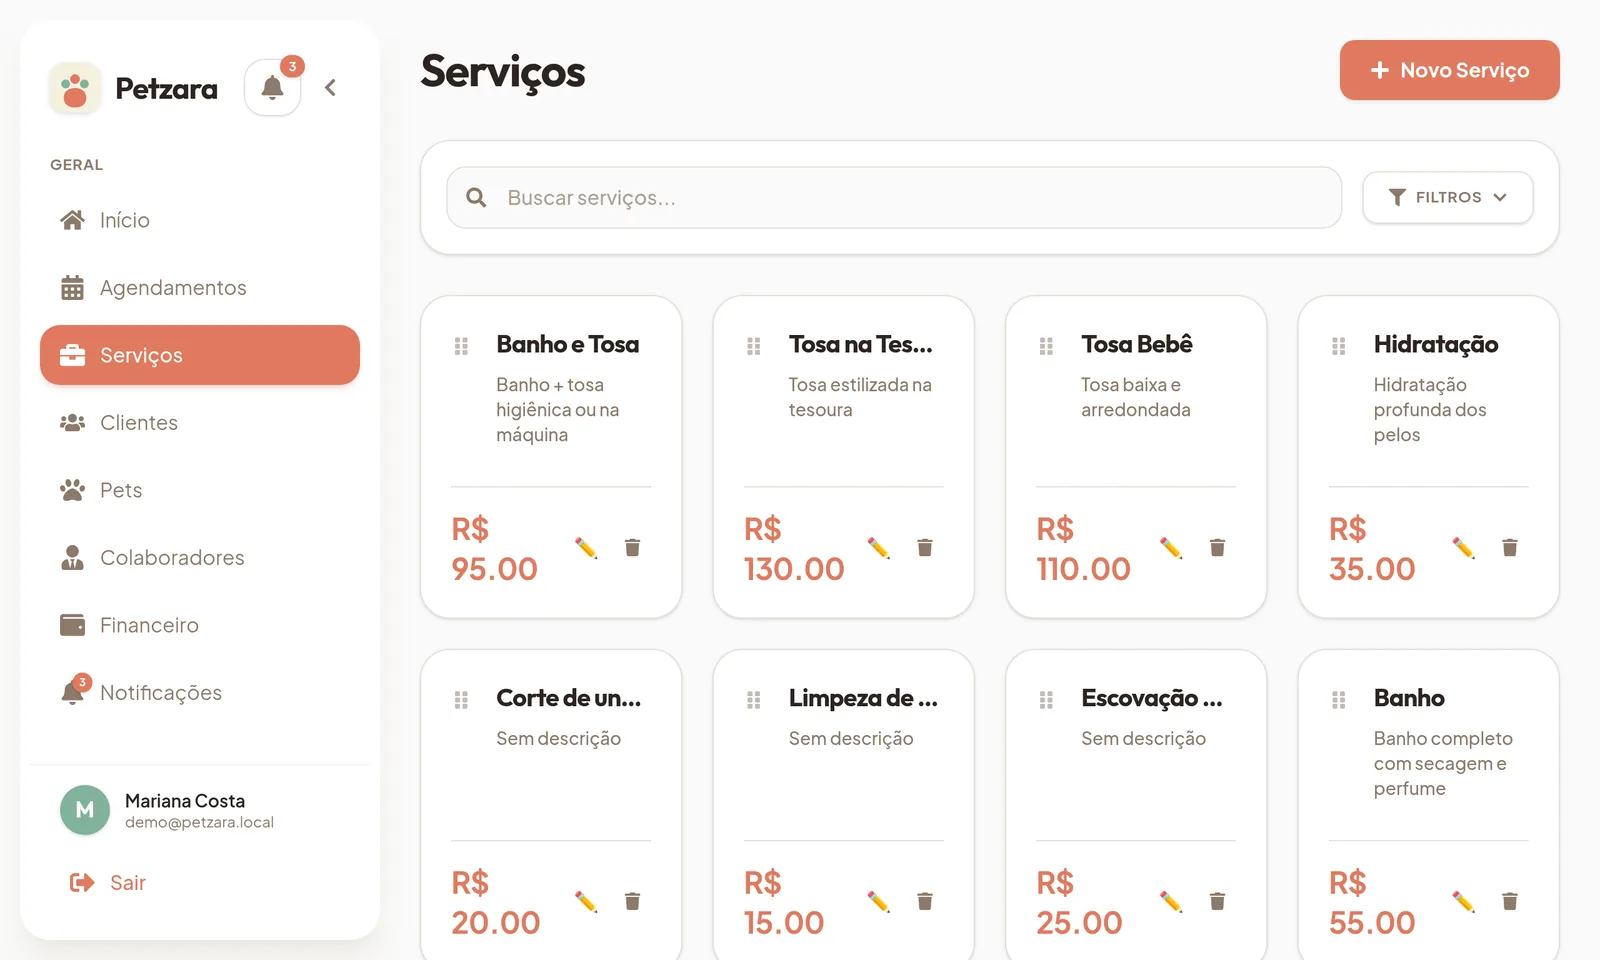 Petzara
3
GERAL
Início
Agendamentos
Serviços
Clientes
Pets
Colaboradores
Financeiro
3
Notificações
M
Mariana Costa
demo@petzara.local
Sair
Serviços
Novo Serviço
Buscar serviços...
FILTROS
Banho e Tosa
Banho + tosa
higiênica ou na
máquina
R$
95.00
Tosa na Tes...
Tosa estilizada na
tesoura
R$
130.00
Tosa Bebê
Tosa baixa e
arredondada
R$
110.00
Hidratação
Hidratação
profunda dos
pelos
R$
35.00
Corte de un...
Sem descrição
R$
20.00
Limpeza de ...
Sem descrição
R$
15.00
Escovação ...
Sem descrição
R$
25.00
Banho
Banho completo
com secagem e
perfume
R$
55.00